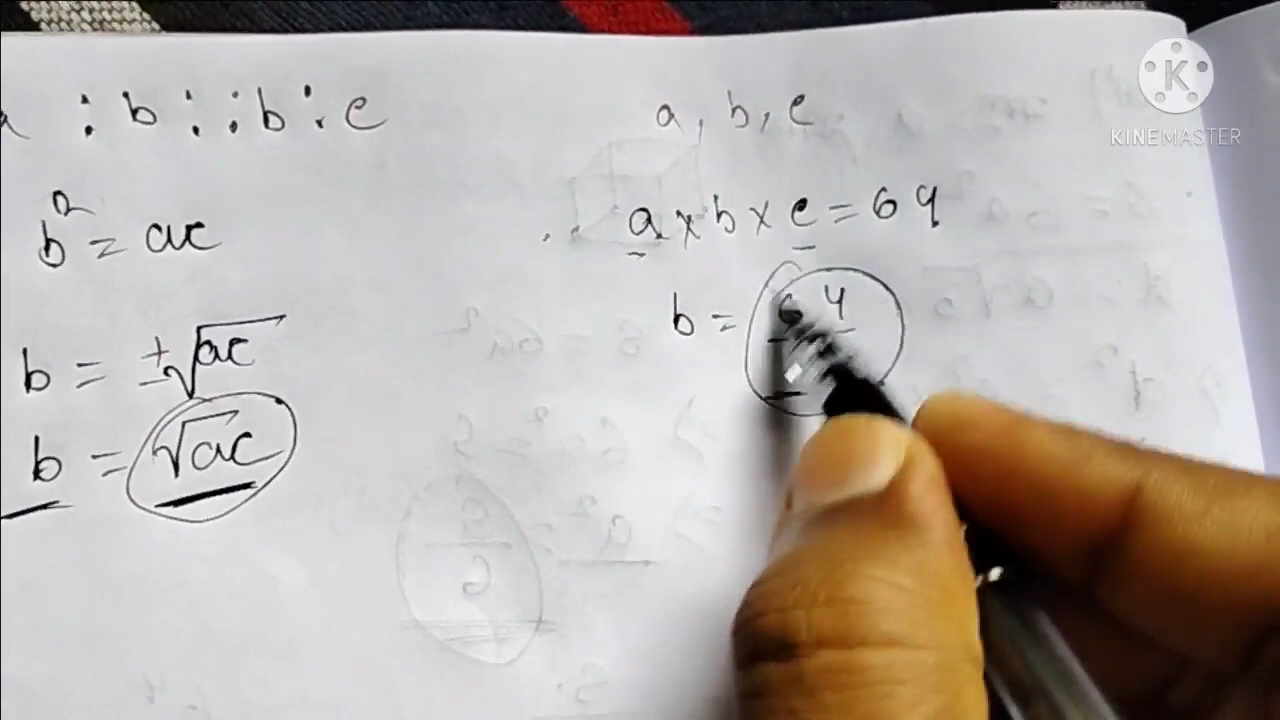 a : b : : b : c
b² = ac
b = ±√ac
b = √ac
a, b, c
a × b × c = 64
b = 64
KINEMASTER